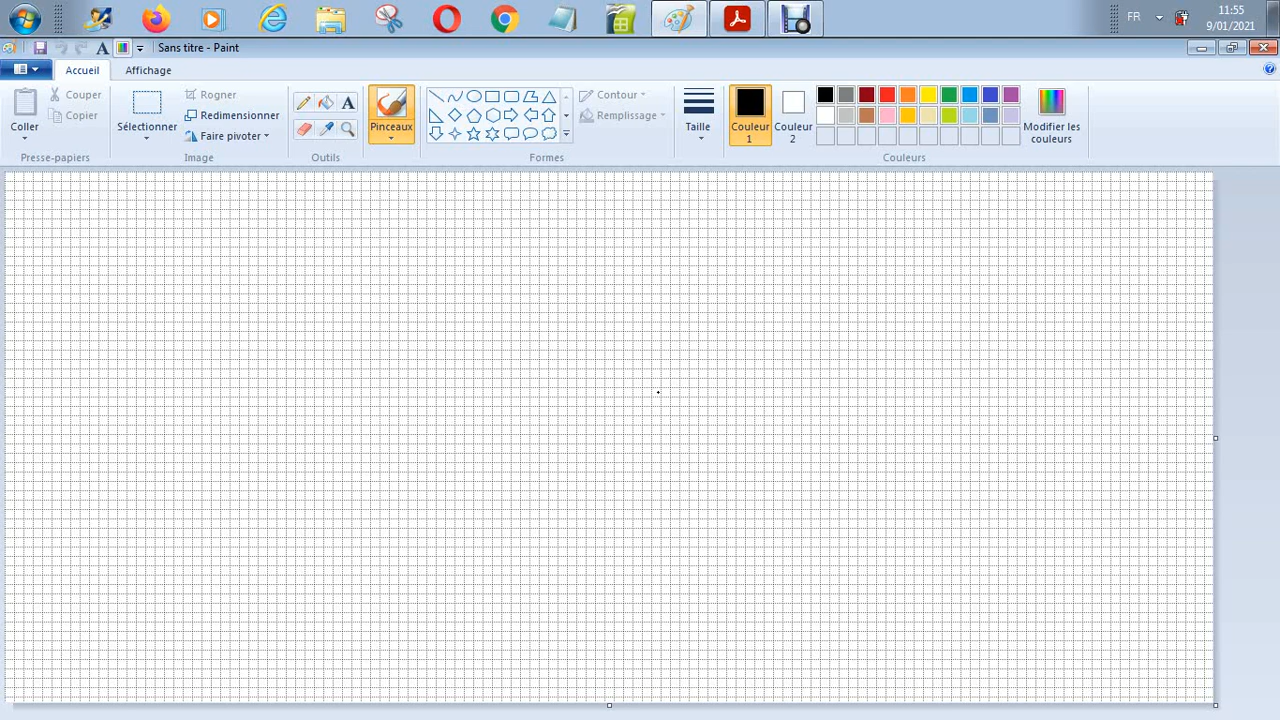 FR
11:55
9/01/2021
Sans titre - Paint
Accueil
Affichage
Coller
Couper
Copier
Presse-papiers
Sélectionner
Rogner
Redimensionner
Faire pivoter
Image
A
Outils
Pinceaux
Contour
Remplissage
Formes
Taille
Couleur
1
Couleur
2
Modifier les
couleurs
Couleurs